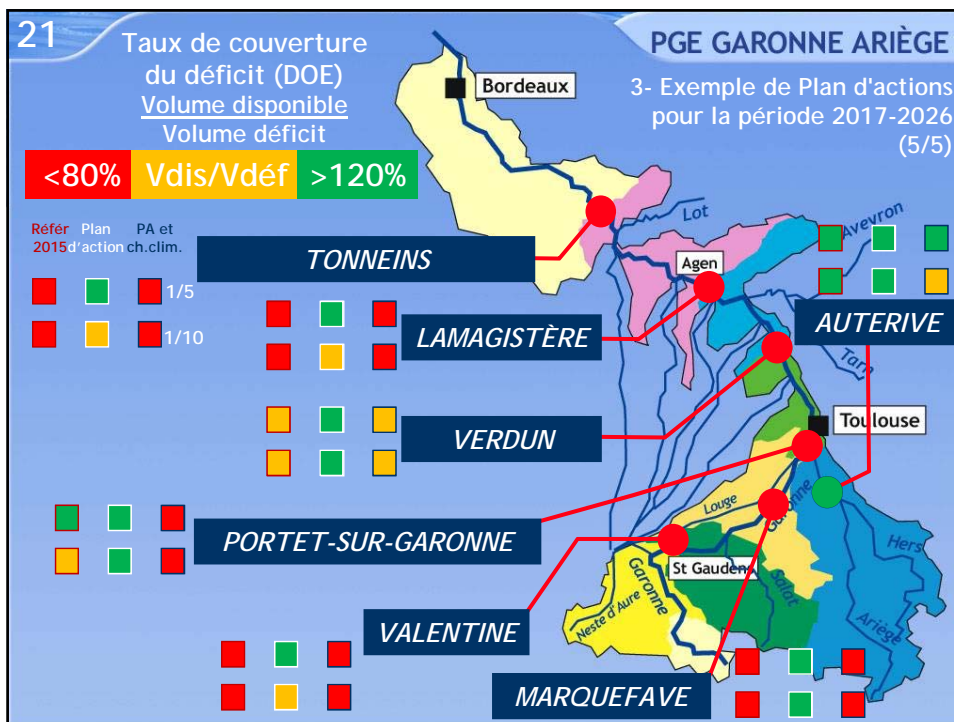 21
Taux de couverture
du déficit (DOE)
Volume disponible
Volume déficit
<80%
Vdis/Vdéf
>120%
PGE GARONNE ARIÈGE
3- Exemple de Plan d'actions
pour la période 2017-2026
(5/5)
Référ Plan PA et
2015 d'action ch.clim.
1/5
1/10
Bordeaux
Lot
Aveyron
Agen
Tarn
Toulouse
Louge
Garonne
Hers
St Gaudens
Salat
Ariège
Garonne
Neste d'Aure
TONNEINS
LAMAGISTÈRE
AUTERIVE
VERDUN
PORTET-SUR-GARONNE
VALENTINE
MARQUEFAVE